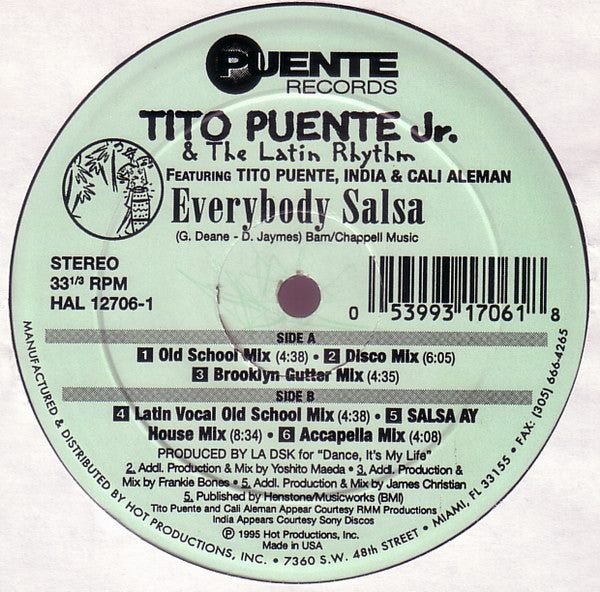 PUENTE
RECORDS
TITO PUENTE Jr.
& The Latin Rhythm
FEATURING TITO PUENTE, INDIA & CALI ALEMAN
Everybody Salsa
(G. Deane - D. Jaymes) Bam/Chappell Music
STEREO
33 1/3 RPM
HAL 12706-1
0 53993 17061 8
SIDE A
1 Old School Mix (4:38) • 2 Disco Mix (6:05)
3 Brooklyn Gutter Mix (4:35)
SIDE B
4 Latin Vocal Old School Mix (4:38) • 5 SALSA AY
House Mix (8:34) • 6 Accapella Mix (4:08)
PRODUCED BY LA DSK for "Dance, It's My Life"
2. Addl. Production & Mix by Yoshito Maeda • 3. Addl. Production &
Mix by Frankie Bones • 5. Addl. Production & Mix by James Christian
5. Published by Henstone/Musicworks (BMI)
Tito Puente and Cali Aleman Appear Courtesy RMM Productions
India Appears Courtesy Sony Discos
℗ 1995 Hot Productions, Inc.
Made in USA
MANUFACTURED & DISTRIBUTED BY HOT PRODUCTIONS, INC. • 7360 S.W. 48th STREET • MIAMI, FL 33155 • FAX: (305) 666-4265